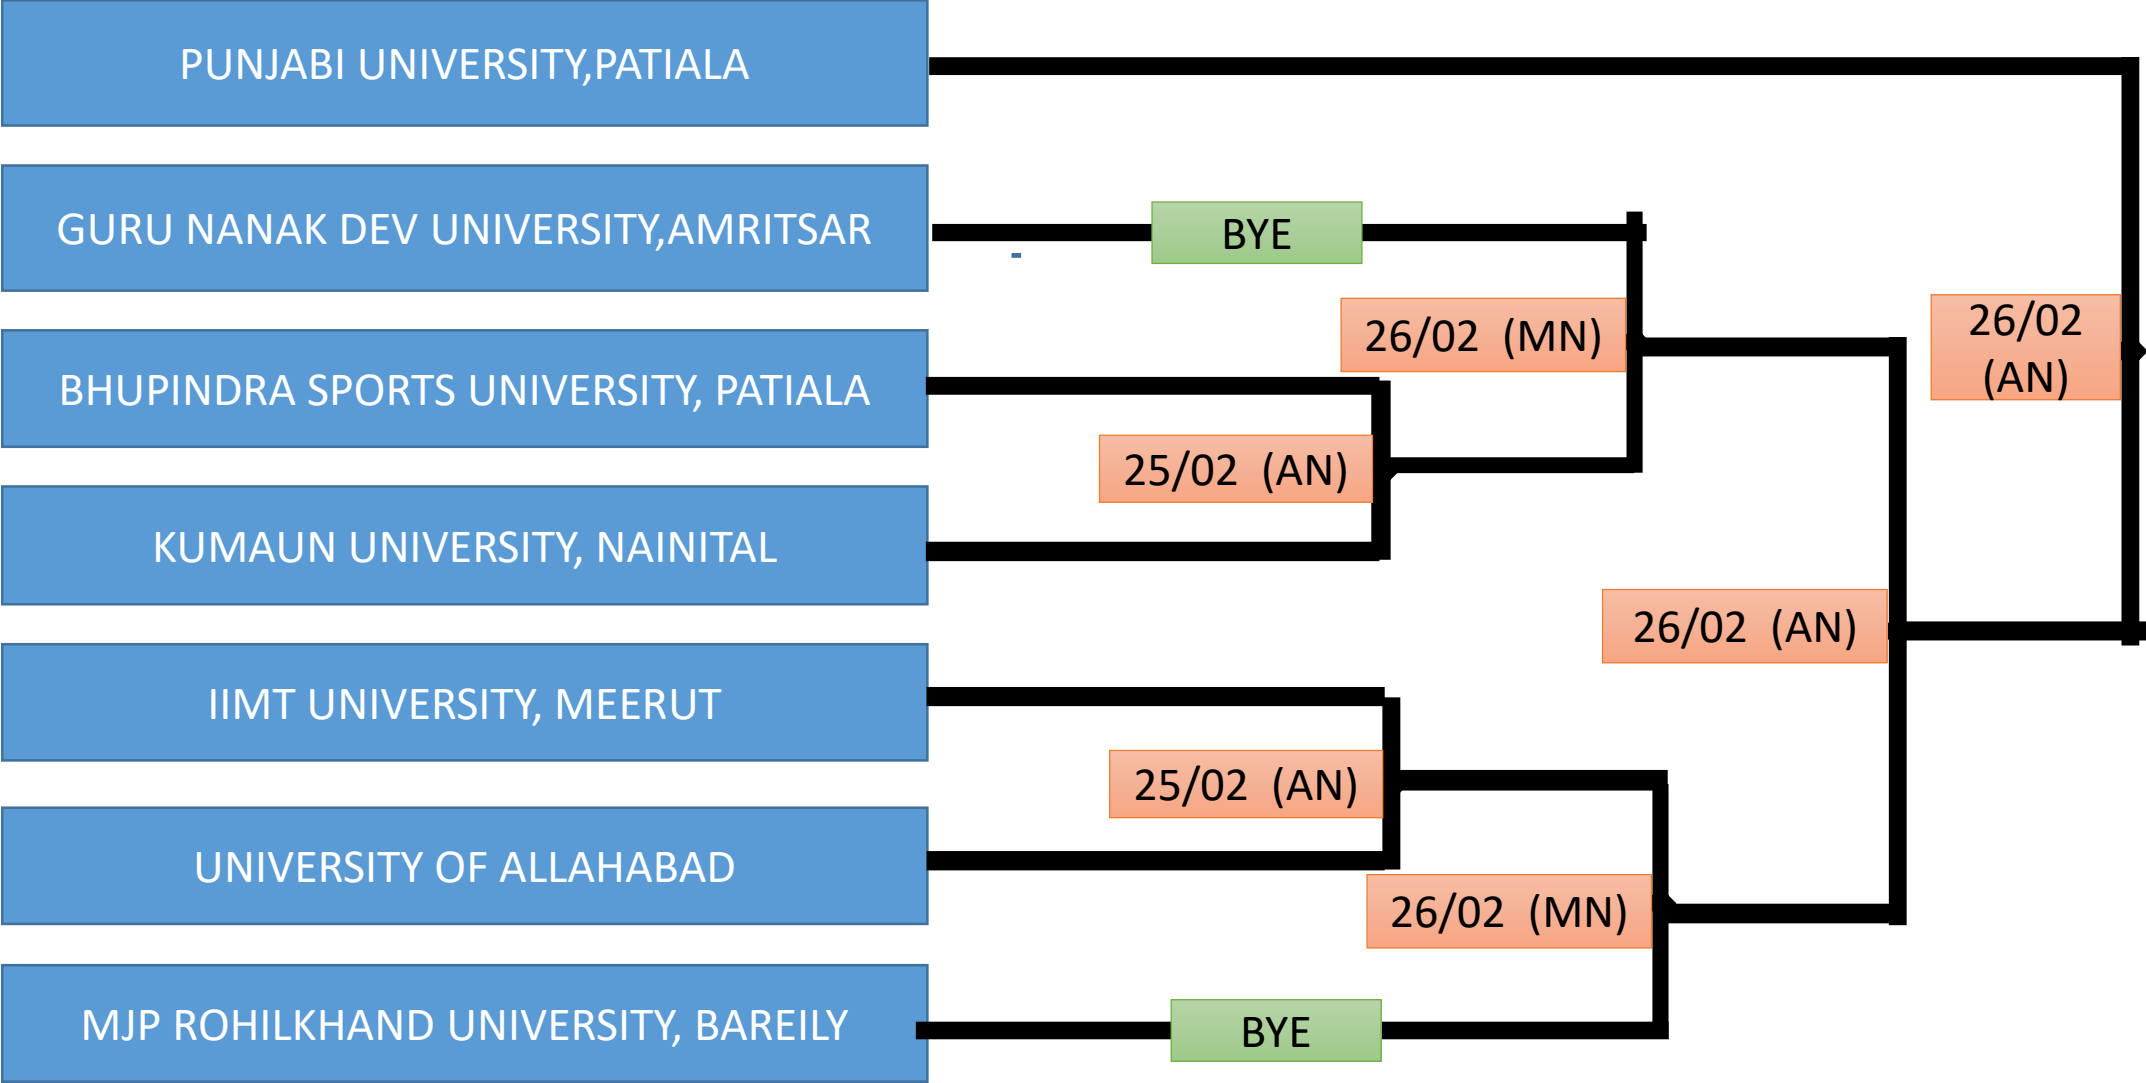 PUNJABI UNIVERSITY,PATIALA
GURU NANAK DEV UNIVERSITY,AMRITSAR
BYE
-
26/02 (MN)
26/02
(AN)
BHUPINDRA SPORTS UNIVERSITY, PATIALA
25/02 (AN)
KUMAUN UNIVERSITY, NAINITAL
26/02 (AN)
IIMT UNIVERSITY, MEERUT
25/02 (AN)
UNIVERSITY OF ALLAHABAD
26/02 (MN)
MJP ROHILKHAND UNIVERSITY, BAREILY
BYE